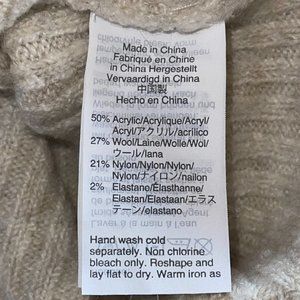 Made in China
Fabriqué en Chine
in China Hergestellt
Vervaardigd in China
中国製
Hecho en China
50% Acrylic/Acrylique/Acryl/
Acryl/アクリル/acrílico
27% Wool/Laine/Wolle/Wol/
ウール/lana
21% Nylon/Nylon/Nylon/
Nylon/ナイロン/nailon
2% Elastane/Élasthanne/
Elastan/Elastaan/エラス
テーン/elastano
Hand wash cold
separately. Non chlorine
bleach only. Reshape and
lay flat to dry. Warm iron as